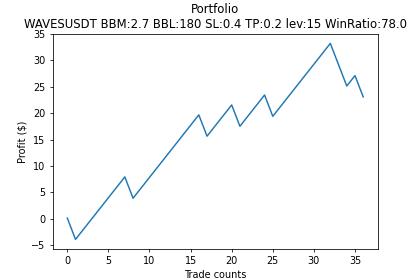 Portfolio
WAVESUSDT BBM:2.7 BBL:180 SL:0.4 TP:0.2 lev:15 WinRatio:78.0
35
30
25
20
15
10
5
0
−5
Profit ($)
0 5 10 15 20 25 30 35
Trade counts